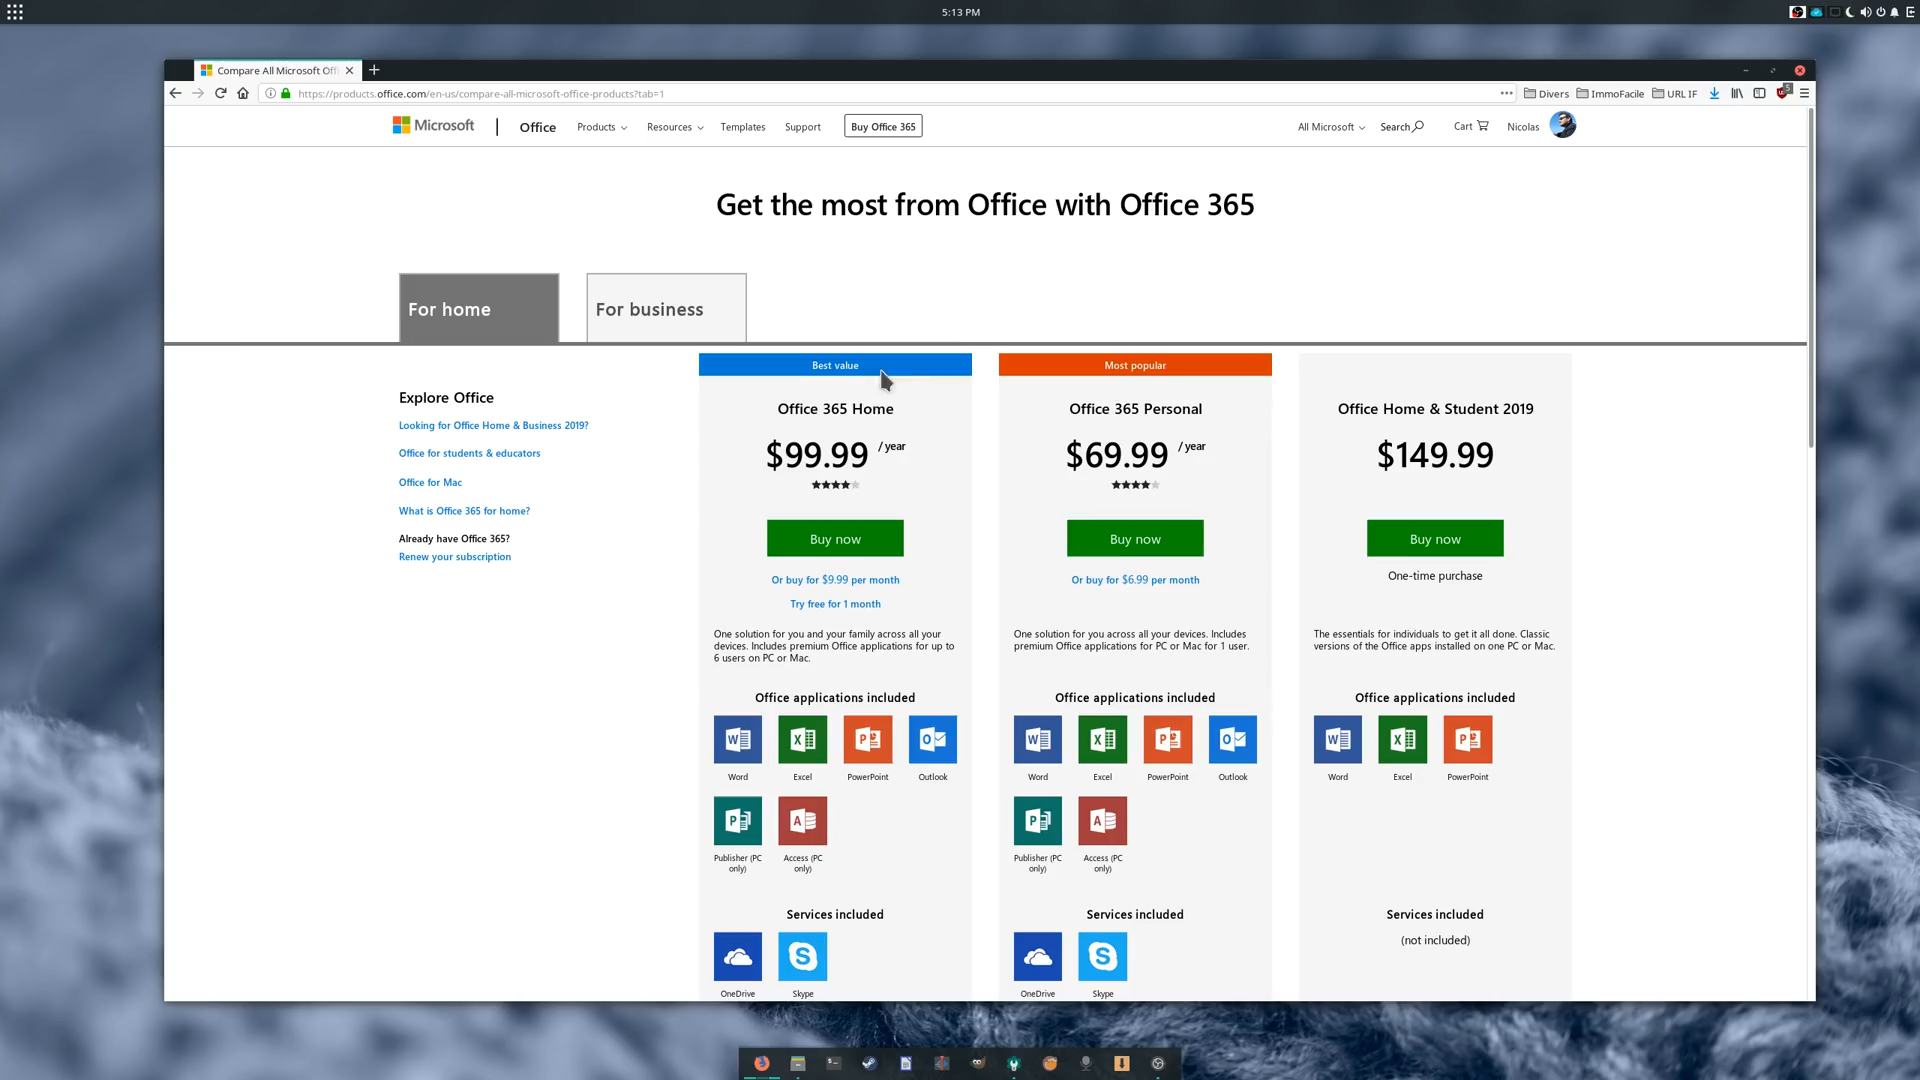 5:13 PM
Compare All Microsoft Off
https://products.office.com/en-us/compare-all-microsoft-office-products?tab=1
Divers
ImmoFacile
URL IF
5
Microsoft
Office
Products
Resources
Templates
Support
Buy Office 365
All Microsoft
Search
Cart
Nicolas
Get the most from Office with Office 365
For home
For business
Explore Office
Looking for Office Home & Business 2019?
Office for students & educators
Office for Mac
What is Office 365 for home?
Already have Office 365?
Renew your subscription
Best value
Office 365 Home
$99.99 / year
Buy now
Or buy for $9.99 per month
Try free for 1 month
One solution for you and your family across all your
devices. Includes premium Office applications for up to
6 users on PC or Mac.
Office applications included
Word
Excel
PowerPoint
Outlook
Publisher (PC
only)
Access (PC
only)
Services included
OneDrive
Skype
Most popular
Office 365 Personal
$69.99 / year
Buy now
Or buy for $6.99 per month
One solution for you across all your devices. Includes
premium Office applications for PC or Mac for 1 user.
Office applications included
Word
Excel
PowerPoint
Outlook
Publisher (PC
only)
Access (PC
only)
Services included
OneDrive
Skype
Office Home & Student 2019
$149.99
Buy now
One-time purchase
The essentials for individuals to get it all done. Classic
versions of the Office apps installed on one PC or Mac.
Office applications included
Word
Excel
PowerPoint
Services included
(not included)